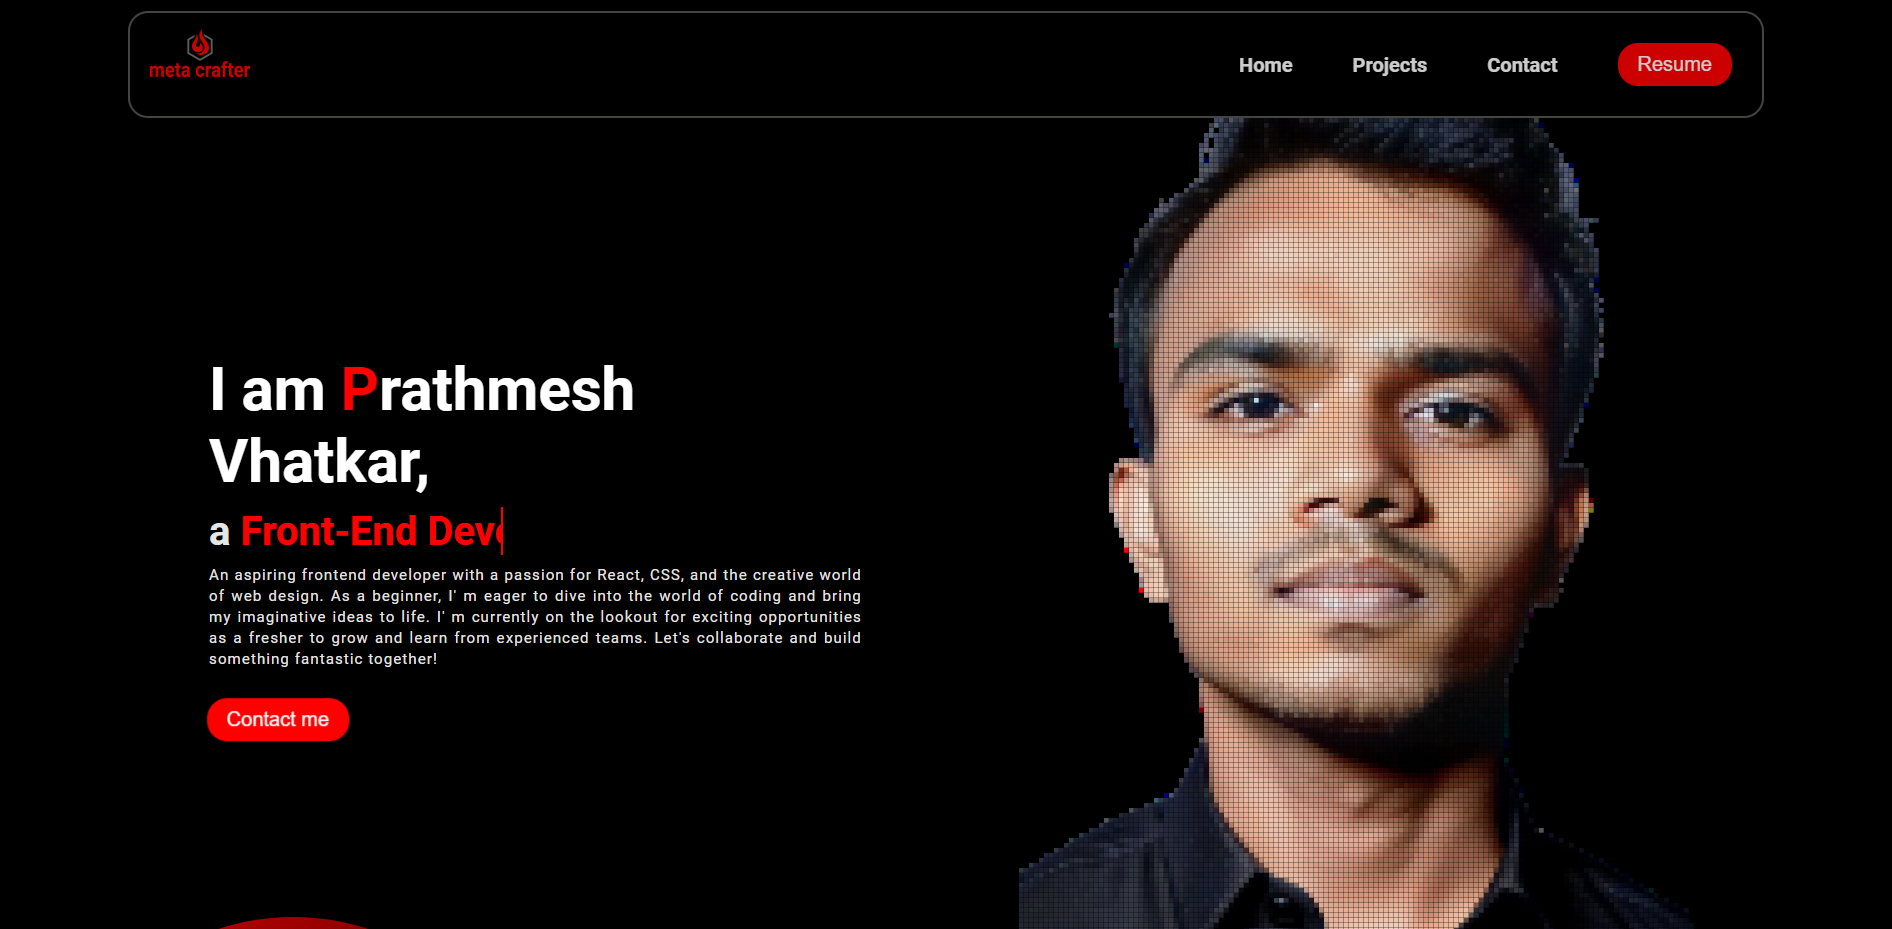 meta crafter
Home
Projects
Contact
Resume
I am Prathmesh
Vhatkar,
a Front-End Dev
An aspiring frontend developer with a passion for React, CSS, and the creative world
of web design. As a beginner, I' m eager to dive into the world of coding and bring
my imaginative ideas to life. I' m currently on the lookout for exciting opportunities
as a fresher to grow and learn from experienced teams. Let's collaborate and build
something fantastic together!
Contact me